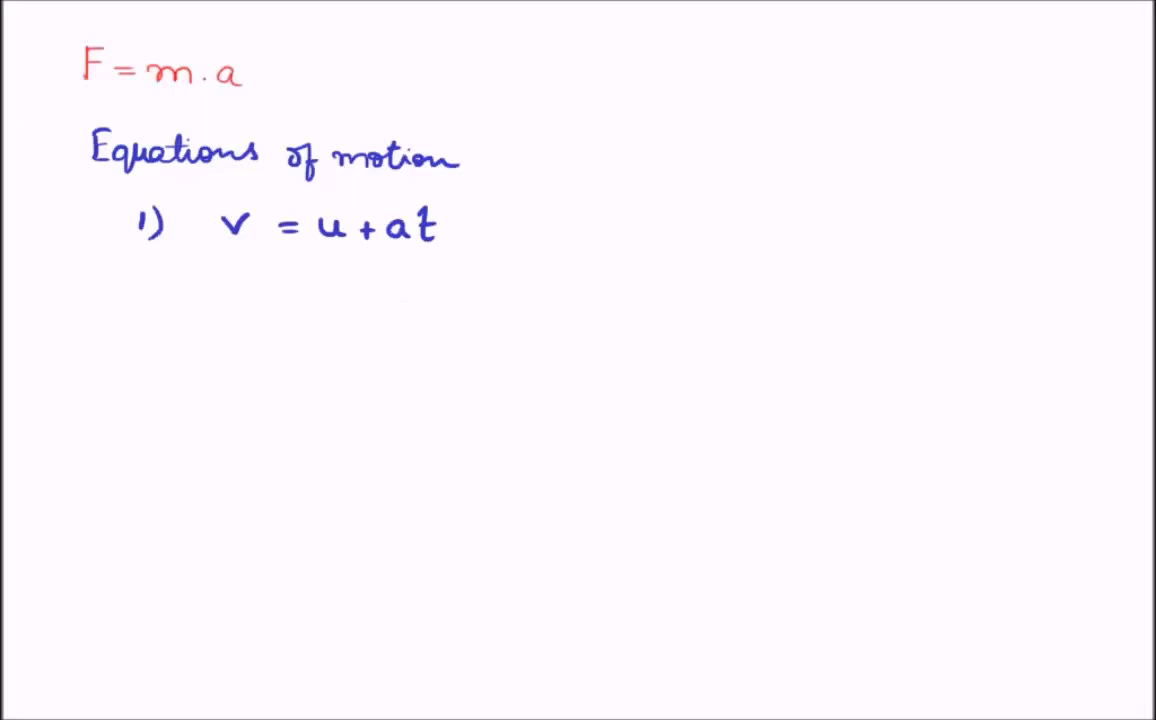 F = m . a
Equations of motion
1) v = u + at